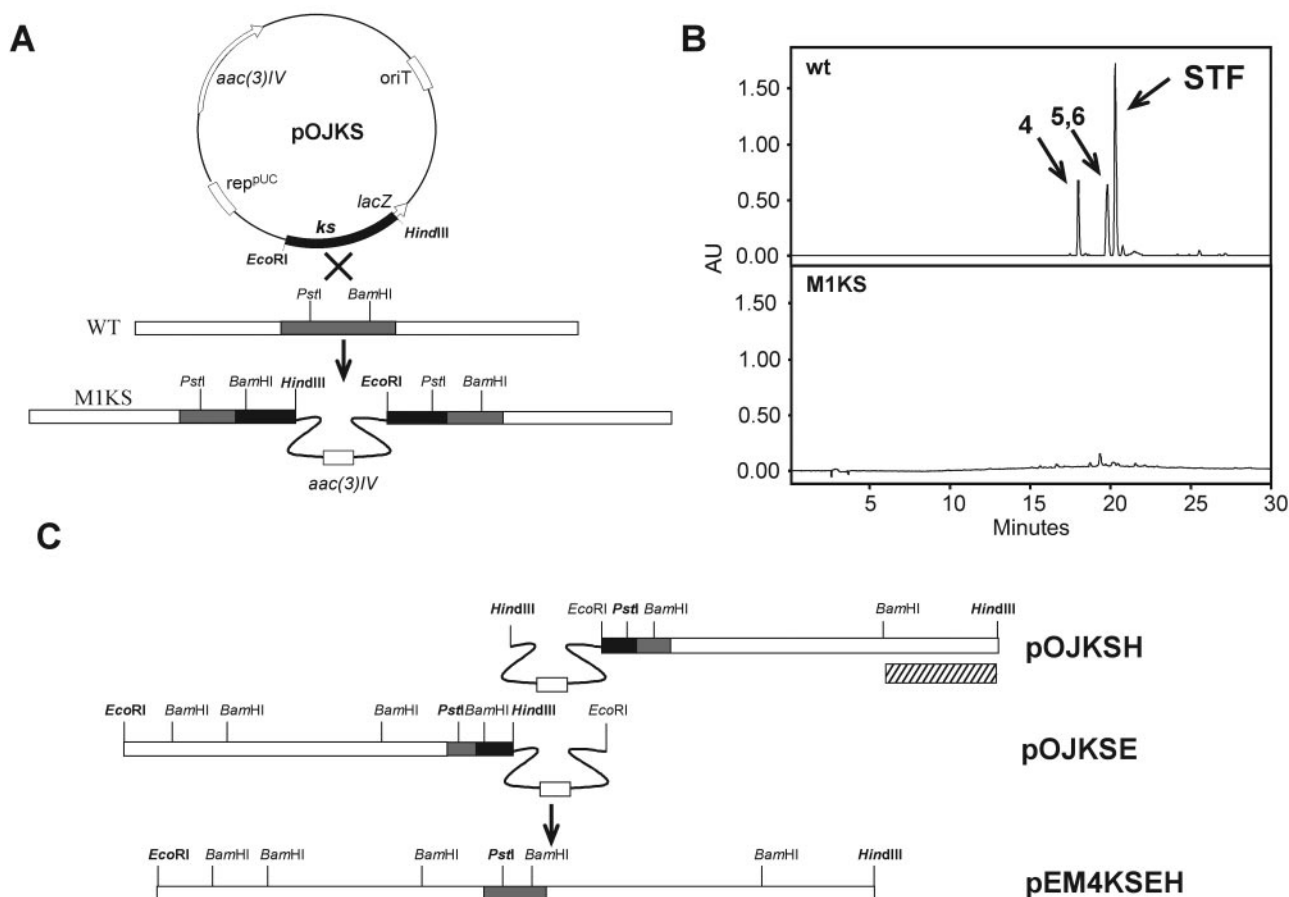 A
aac(3)IV
oriT
pOJKS
rep^pUC
lacZ
ks
HindIII
EcoRI
PstI BamHI
WT
M1KS
PstI BamHI HindIII EcoRI PstI BamHI
aac(3)IV
B
wt
STF
5,6
4
1.50
1.00
0.50
0.00
AU
M1KS
1.50
1.00
0.50
0.00
5 10 15 20 25 30
Minutes
C
HindIII EcoRI PstI BamHI BamHI HindIII
pOJKSH
EcoRI BamHI BamHI BamHI PstI BamHI HindIII EcoRI
pOJKSE
EcoRI BamHI BamHI BamHI PstI BamHI BamHI HindIII
pEM4KSEH